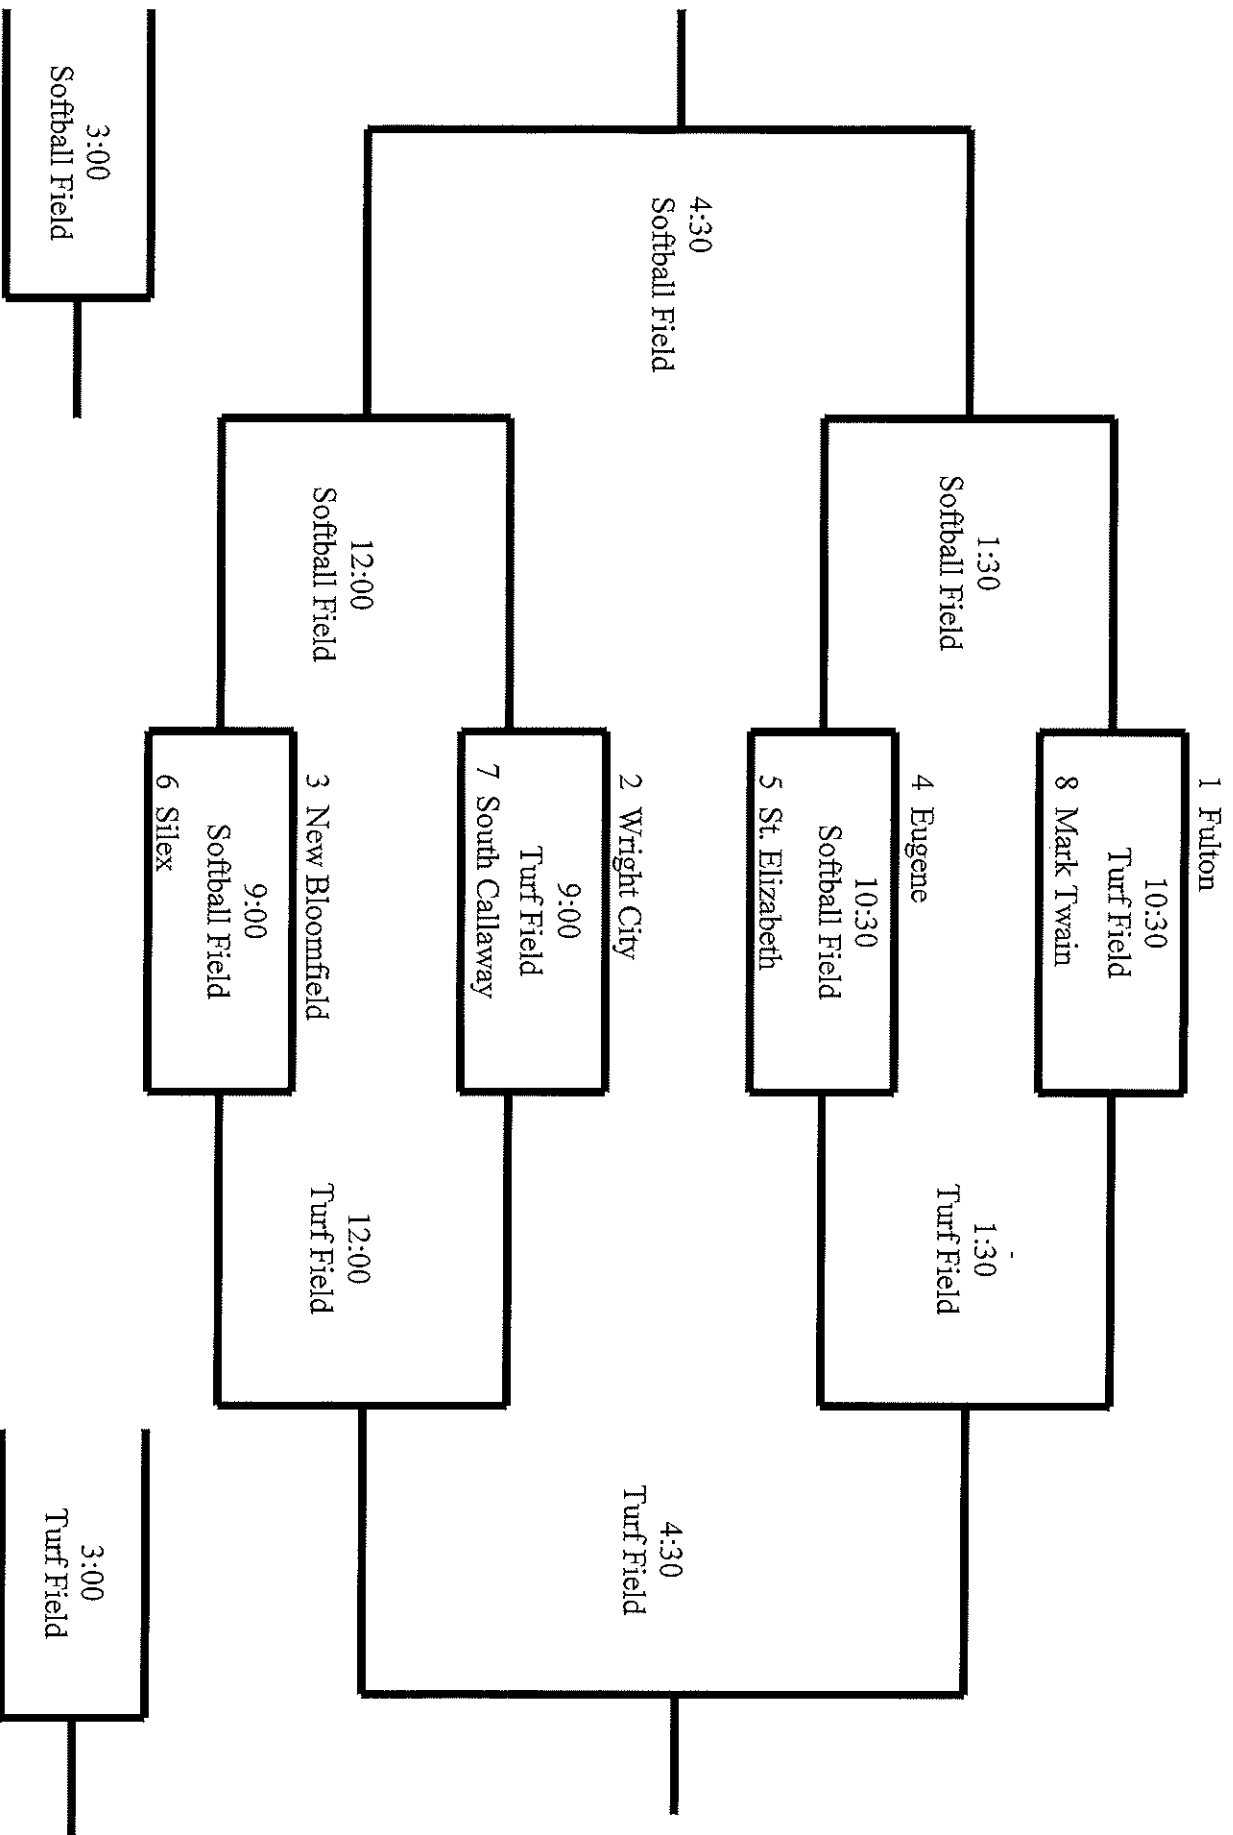 1 Fulton
10:30
Turf Field
8 Mark Twain
1:30
Softball Field
1:30
Turf Field
4 Eugene
10:30
Softball Field
5 St. Elizabeth
4:30
Softball Field
4:30
Turf Field
2 Wright City
9:00
Turf Field
7 South Callaway
12:00
Softball Field
12:00
Turf Field
3 New Bloomfield
9:00
Softball Field
6 Silex
3:00
Softball Field
3:00
Turf Field